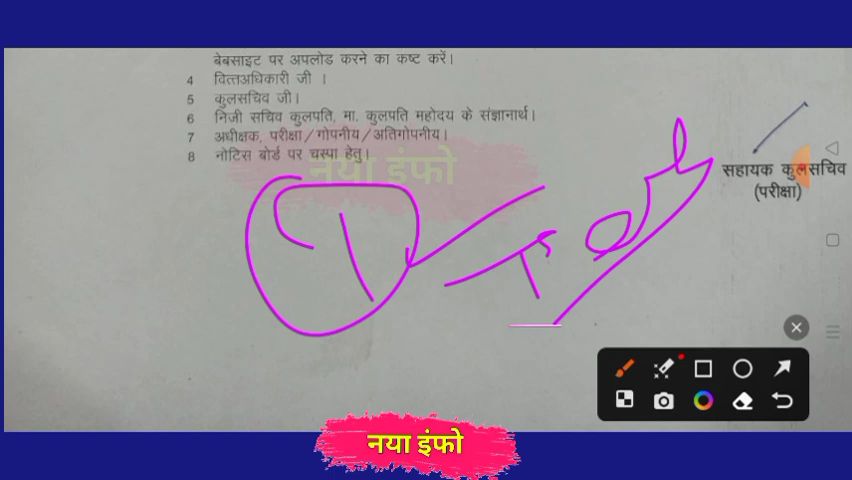 बेबसाइट पर अपलोड करने का कष्ट करें।
4 वित्तअधिकारी जी ।
5 कुलसचिव जी।
6 निजी सचिव कुलपति, मा. कुलपति महोदय के संज्ञानार्थ।
7 अधीक्षक, परीक्षा/गोपनीय/अतिगोपनीय।
8 नोटिस बोर्ड पर चस्पा हेतु।
सहायक कुलसचिव
(परीक्षा)
नया इंफो
नया इंफो